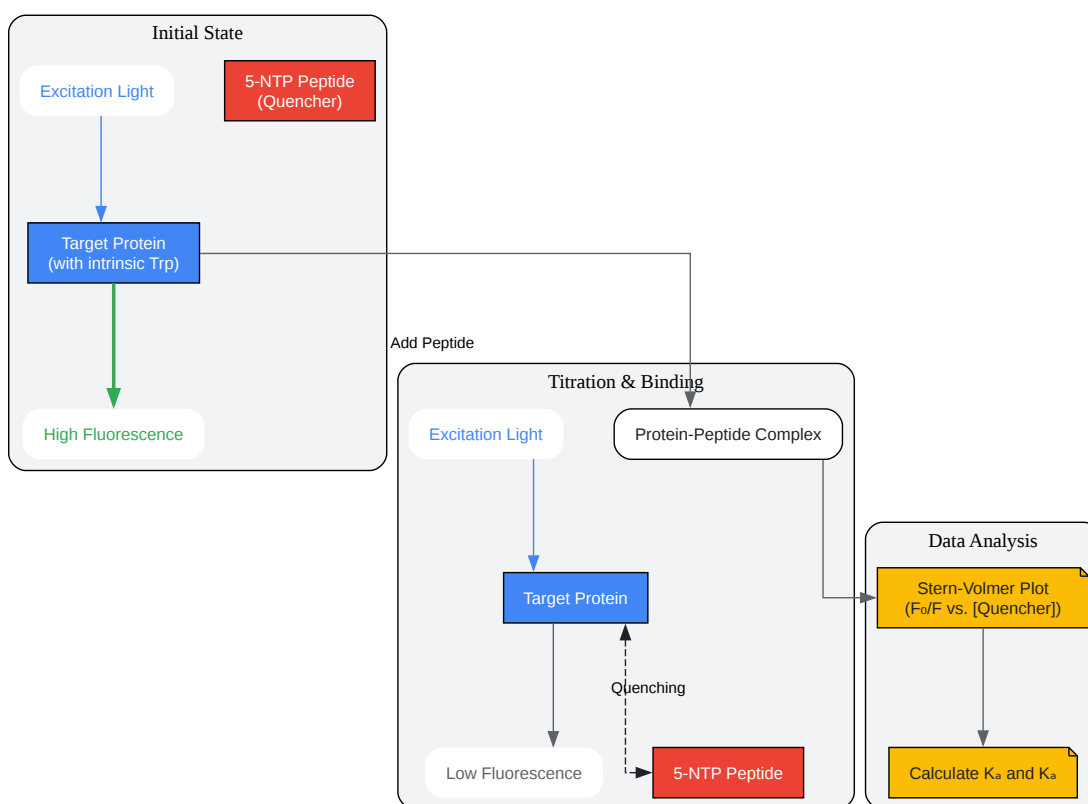 Initial State
Excitation Light
5-NTP Peptide
(Quencher)
Target Protein
(with intrinsic Trp)
High Fluorescence
Add Peptide
Titration & Binding
Excitation Light
Protein-Peptide Complex
Target Protein
Quenching
Low Fluorescence
5-NTP Peptide
Data Analysis
Stern-Volmer Plot
(F₀/F vs. [Quencher])
Calculate Kₐ and Kₐ